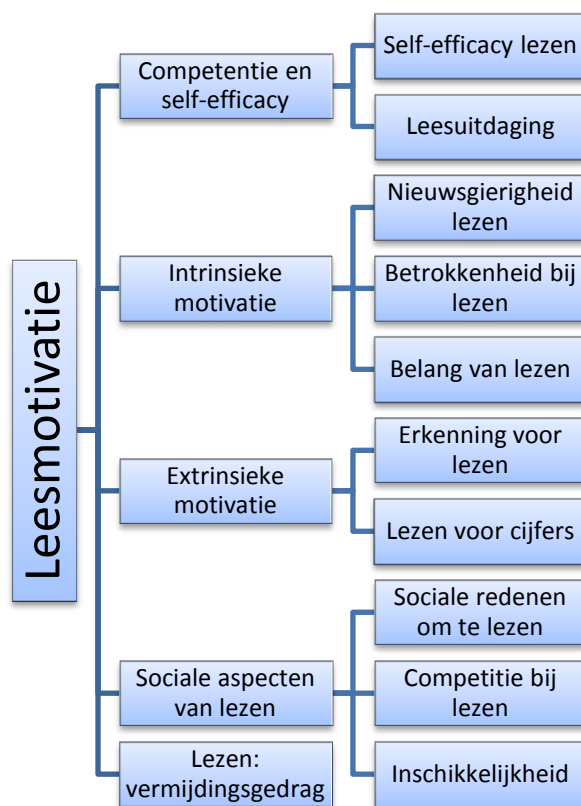 Leesmotivatie
Competentie en
self-efficacy
Self-efficacy lezen
Leesuitdaging
Intrinsieke
motivatie
Nieuwsgierigheid
lezen
Betrokkenheid bij
lezen
Belang van lezen
Extrinsieke
motivatie
Erkenning voor
lezen
Lezen voor cijfers
Sociale aspecten
van lezen
Sociale redenen
om te lezen
Competitie bij
lezen
Inschikkelijkheid
Lezen:
vermijdingsgedrag